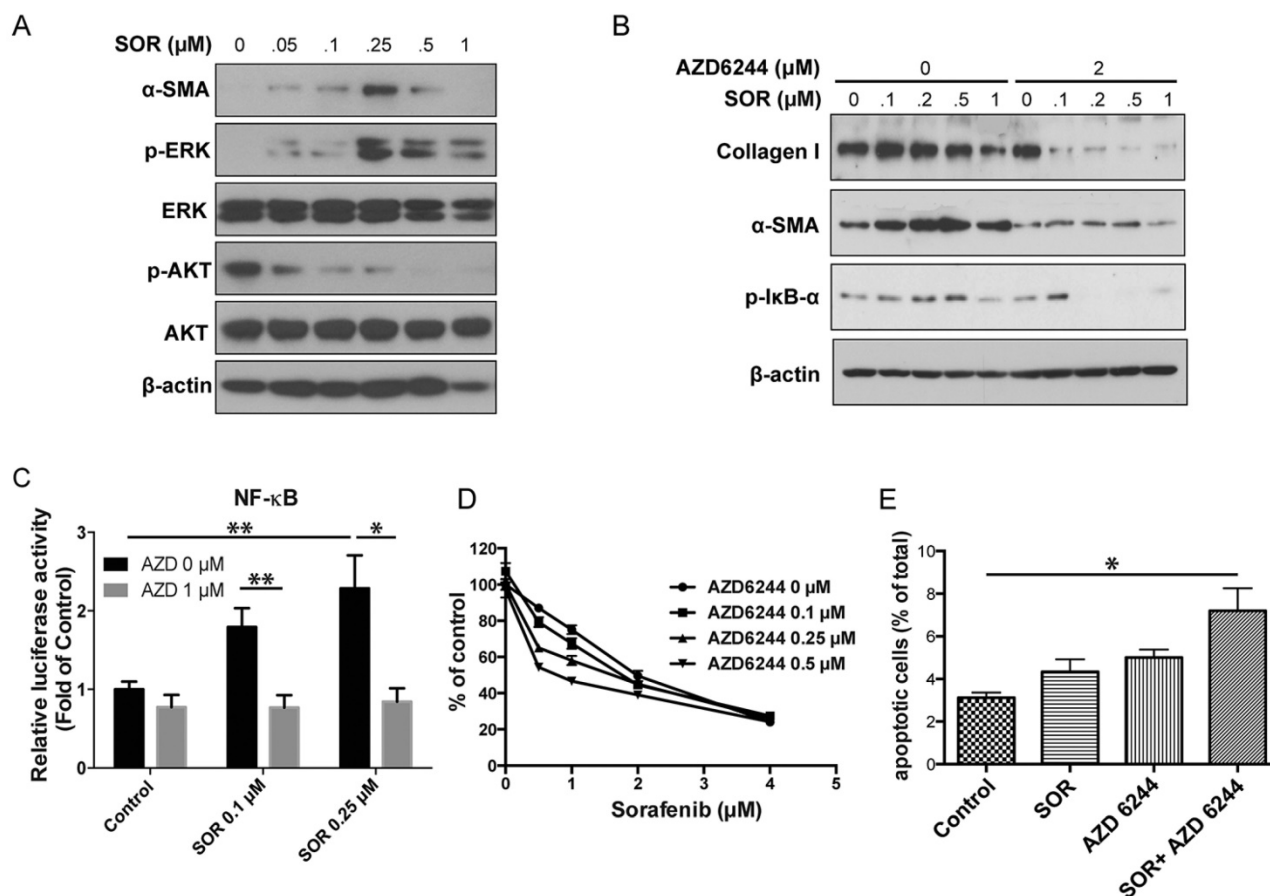 A
SOR (μM) 0 .05 .1 .25 .5 1
α-SMA
p-ERK
ERK
p-AKT
AKT
β-actin
B
AZD6244 (μM) 0 2
SOR (μM) 0 .1 .2 .5 1 0 .1 .2 .5 1
Collagen I
α-SMA
p-IκB-α
β-actin
C
NF-κB
Relative luciferase activity
(Fold of Control)
3
2
1
0
** *
**
AZD 0 μM
AZD 1 μM
Control
SOR 0.1 μM
SOR 0.25 μM
D
% of control
120
100
80
60
40
20
0
AZD6244 0 μM
AZD6244 0.1 μM
AZD6244 0.25 μM
AZD6244 0.5 μM
0 1 2 3 4 5
Sorafenib (μM)
E
apoptotic cells (% of total)
10
8
6
4
2
0
*
Control
SOR
AZD 6244
SOR+ AZD 6244